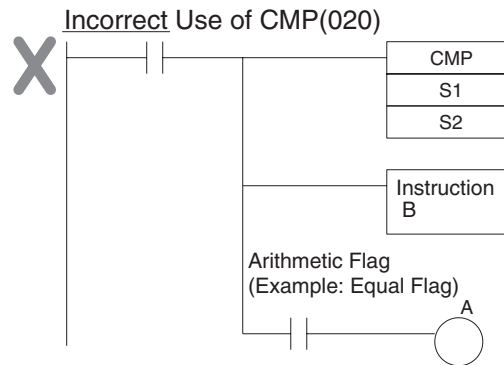 Incorrect Use of CMP(020)
CMP
S1
S2
Instruction
B
Arithmetic Flag
(Example: Equal Flag)
A